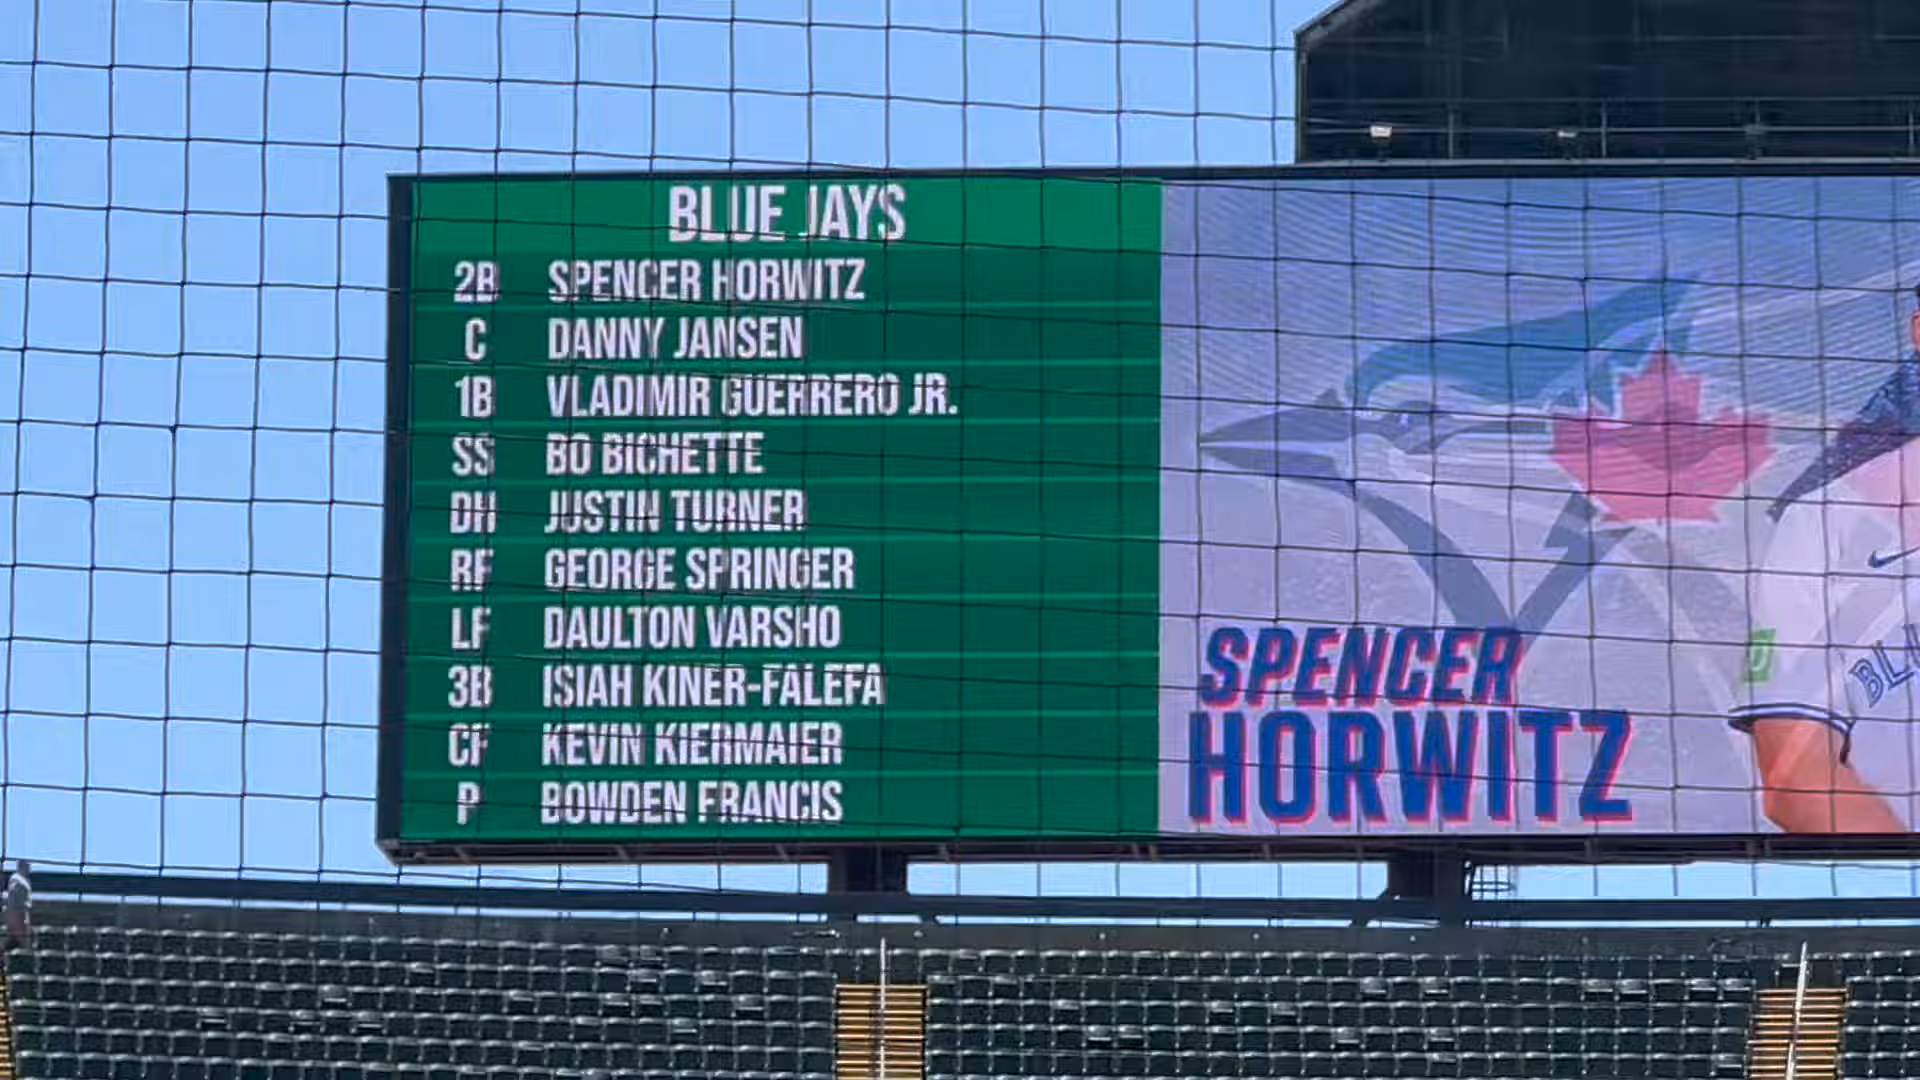 BLUE JAYS
2B SPENCER HORWITZ
C DANNY JANSEN
1B VLADIMIR GUERRERO JR.
SS BO BICHETTE
DH JUSTIN TURNER
RF GEORGE SPRINGER
LF DAULTON VARSHO
3B ISIAH KINER-FALEFA
CF KEVIN KIERMAIER
P BOWDEN FRANCIS
SPENCER
HORWITZ